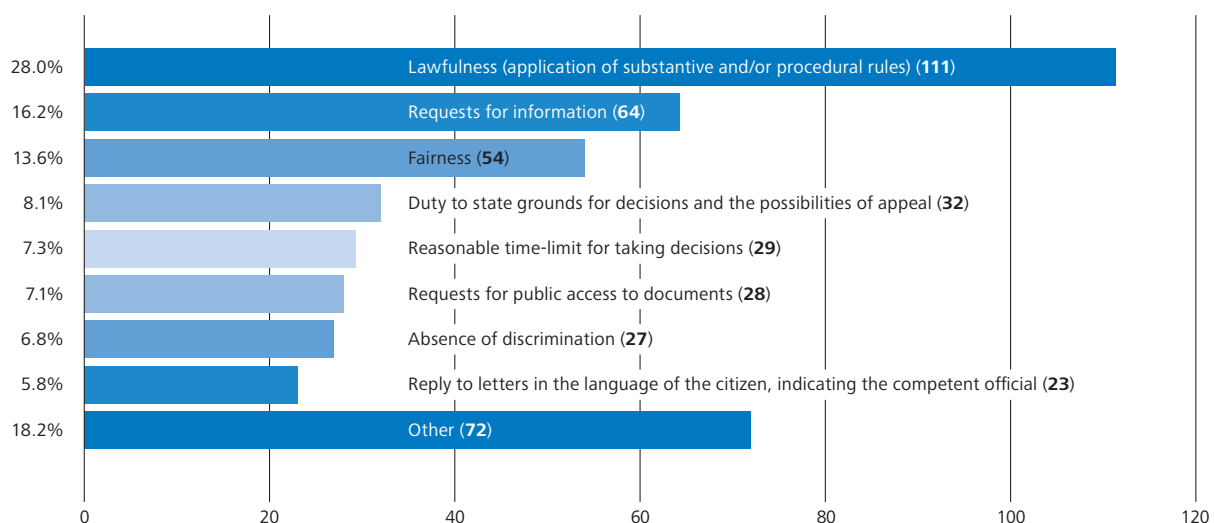 28.0% Lawfulness (application of substantive and/or procedural rules) (111)
16.2% Requests for information (64)
13.6% Fairness (54)
8.1% Duty to state grounds for decisions and the possibilities of appeal (32)
7.3% Reasonable time-limit for taking decisions (29)
7.1% Requests for public access to documents (28)
6.8% Absence of discrimination (27)
5.8% Reply to letters in the language of the citizen, indicating the competent official (23)
18.2% Other (72)
0 20 40 60 80 100 120